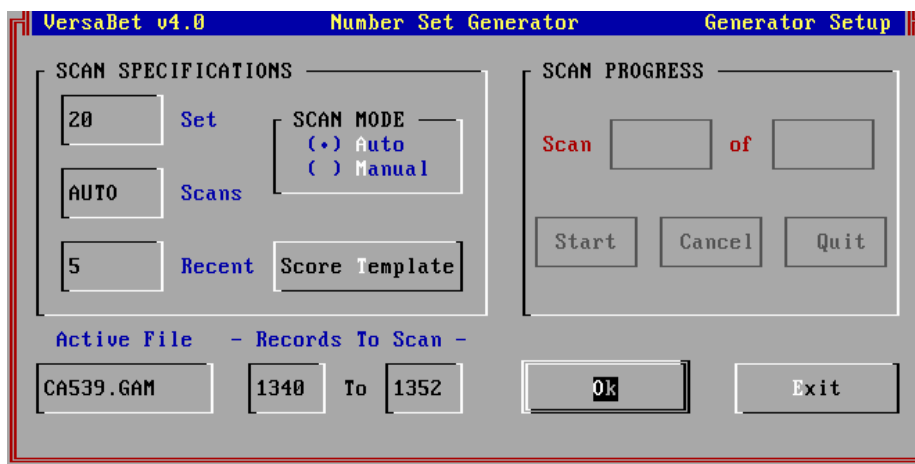 VersaBet v4.0 Number Set Generator Generator Setup
SCAN SPECIFICATIONS
20 Set
SCAN MODE
(•) Auto
( ) Manual
AUTO Scans
5 Recent Score Template
SCAN PROGRESS
Scan of
Start Cancel Quit
Active File - Records To Scan -
CA539.GAM 1340 To 1352 Ok Exit